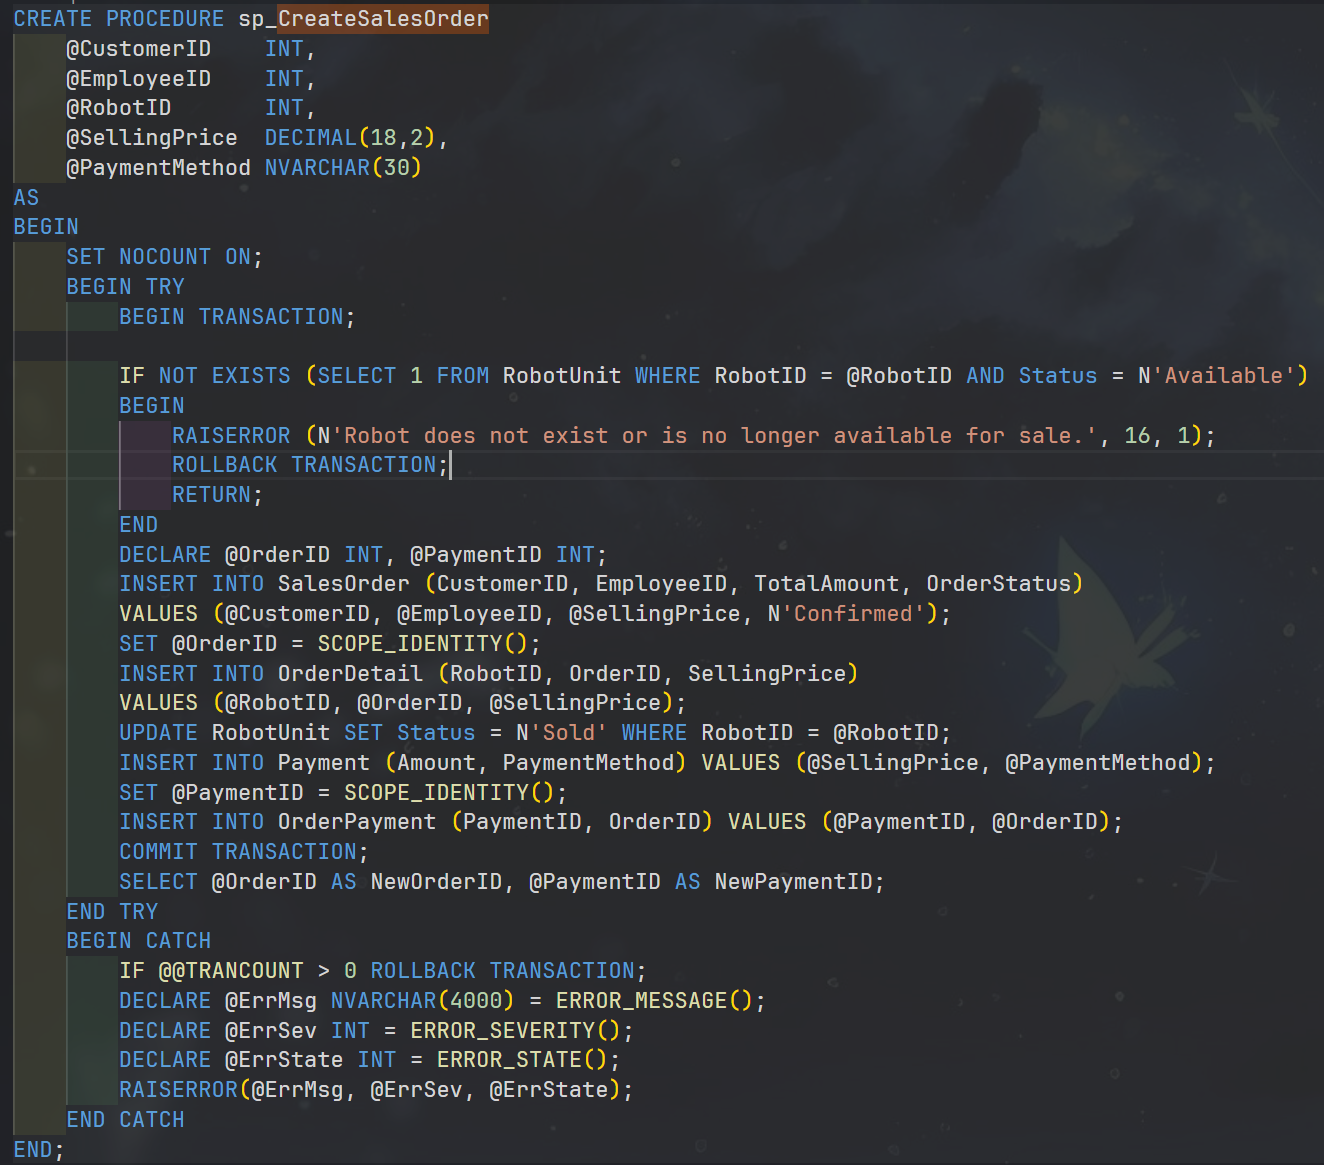 CREATE PROCEDURE sp_CreateSalesOrder
    @CustomerID    INT,
    @EmployeeID    INT,
    @RobotID       INT,
    @SellingPrice  DECIMAL(18,2),
    @PaymentMethod NVARCHAR(30)
AS
BEGIN
    SET NOCOUNT ON;
    BEGIN TRY
        BEGIN TRANSACTION;

        IF NOT EXISTS (SELECT 1 FROM RobotUnit WHERE RobotID = @RobotID AND Status = N'Available')
        BEGIN
            RAISERROR (N'Robot does not exist or is no longer available for sale.', 16, 1);
            ROLLBACK TRANSACTION;
            RETURN;
        END
        DECLARE @OrderID INT, @PaymentID INT;
        INSERT INTO SalesOrder (CustomerID, EmployeeID, TotalAmount, OrderStatus)
        VALUES (@CustomerID, @EmployeeID, @SellingPrice, N'Confirmed');
        SET @OrderID = SCOPE_IDENTITY();
        INSERT INTO OrderDetail (RobotID, OrderID, SellingPrice)
        VALUES (@RobotID, @OrderID, @SellingPrice);
        UPDATE RobotUnit SET Status = N'Sold' WHERE RobotID = @RobotID;
        INSERT INTO Payment (Amount, PaymentMethod) VALUES (@SellingPrice, @PaymentMethod);
        SET @PaymentID = SCOPE_IDENTITY();
        INSERT INTO OrderPayment (PaymentID, OrderID) VALUES (@PaymentID, @OrderID);
        COMMIT TRANSACTION;
        SELECT @OrderID AS NewOrderID, @PaymentID AS NewPaymentID;
    END TRY
    BEGIN CATCH
        IF @@TRANCOUNT > 0 ROLLBACK TRANSACTION;
        DECLARE @ErrMsg NVARCHAR(4000) = ERROR_MESSAGE();
        DECLARE @ErrSev INT = ERROR_SEVERITY();
        DECLARE @ErrState INT = ERROR_STATE();
        RAISERROR(@ErrMsg, @ErrSev, @ErrState);
    END CATCH
END;